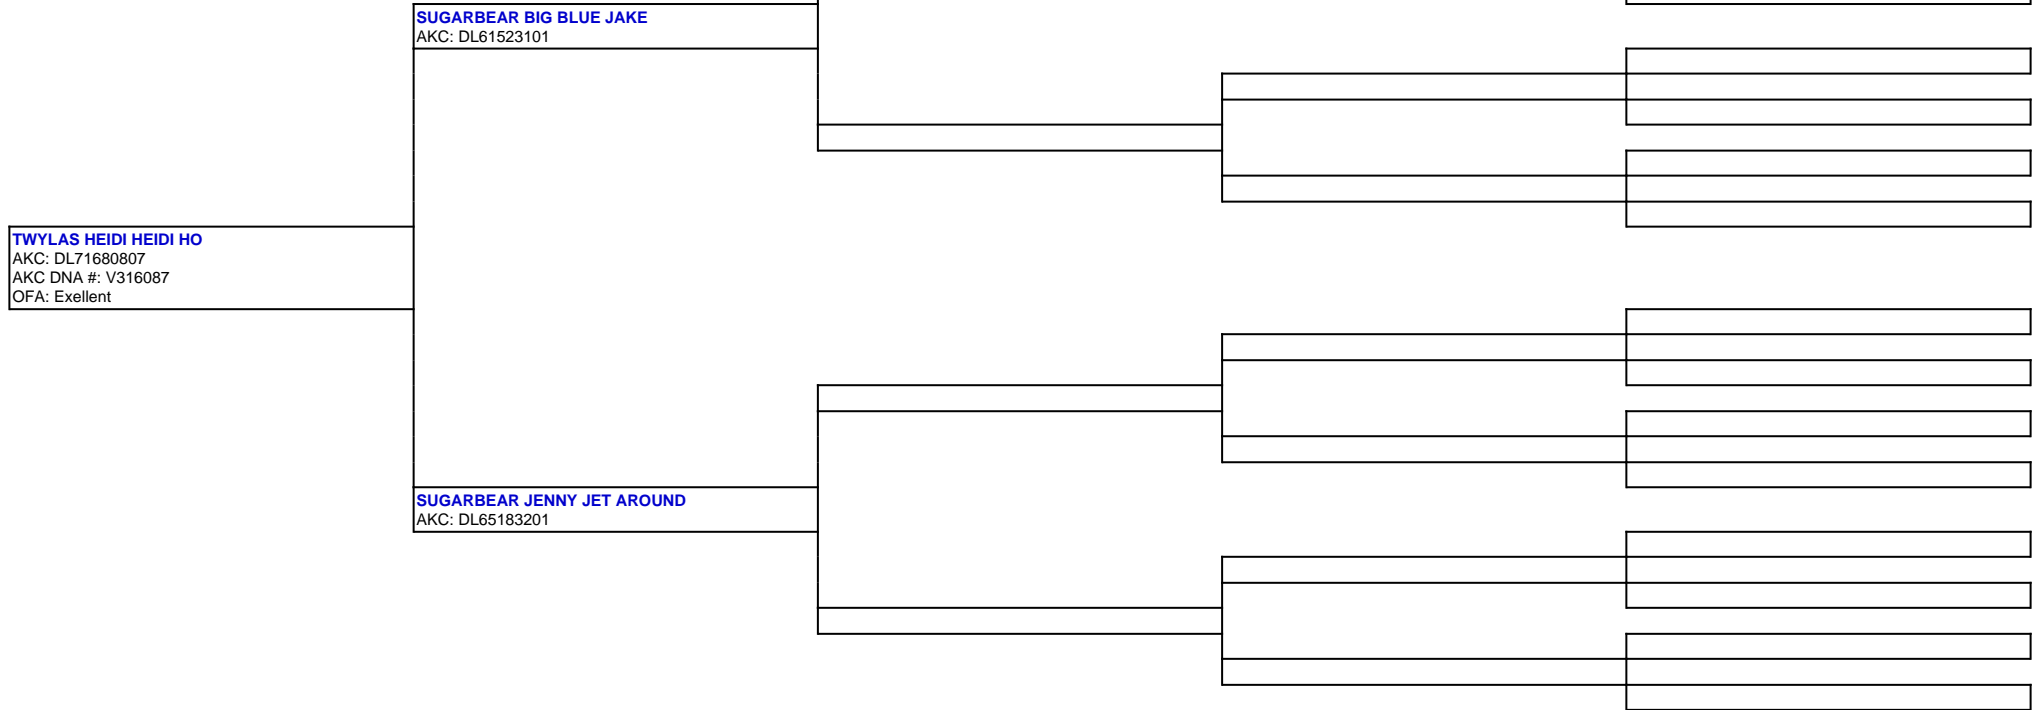 SUGARBEAR BIG BLUE JAKE
AKC: DL61523101
TWYLAS HEIDI HEIDI HO
AKC: DL71680807
AKC DNA #: V316087
OFA: Exellent
SUGARBEAR JENNY JET AROUND
AKC: DL65183201